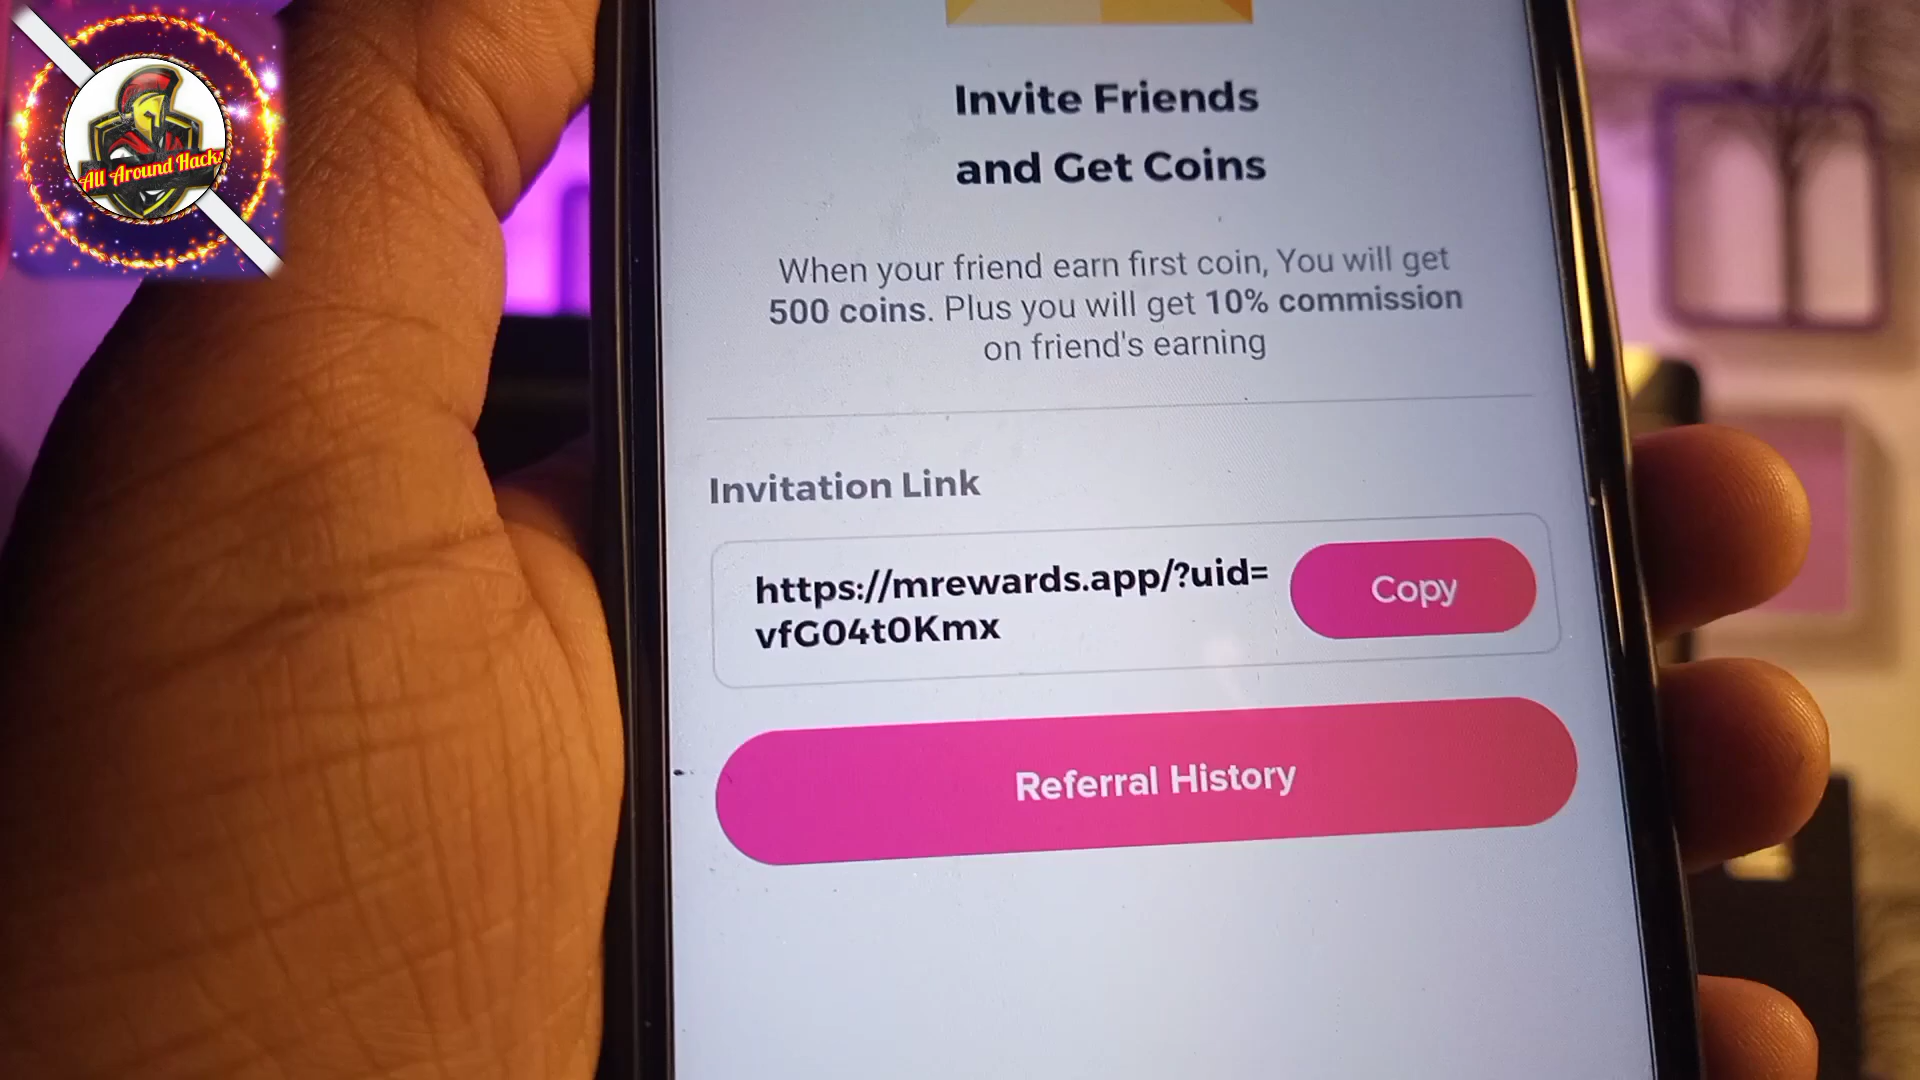 All Around Hacks
Invite Friends
and Get Coins
When your friend earn first coin, You will get
500 coins. Plus you will get 10% commission
on friend's earning
Invitation Link
https://mrewards.app/?uid=
vfG04t0Kmx
Copy
Referral History